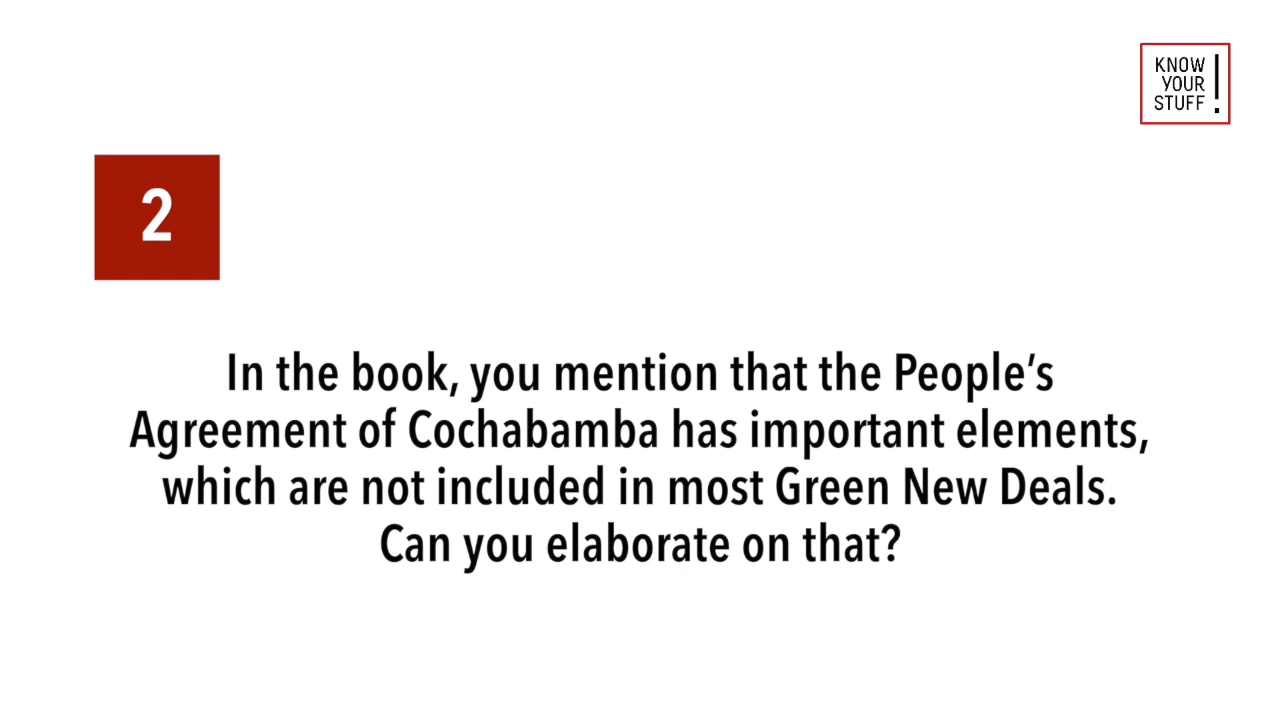 KNOW
YOUR
STUFF!
2
In the book, you mention that the People’s
Agreement of Cochabamba has important elements,
which are not included in most Green New Deals.
Can you elaborate on that?